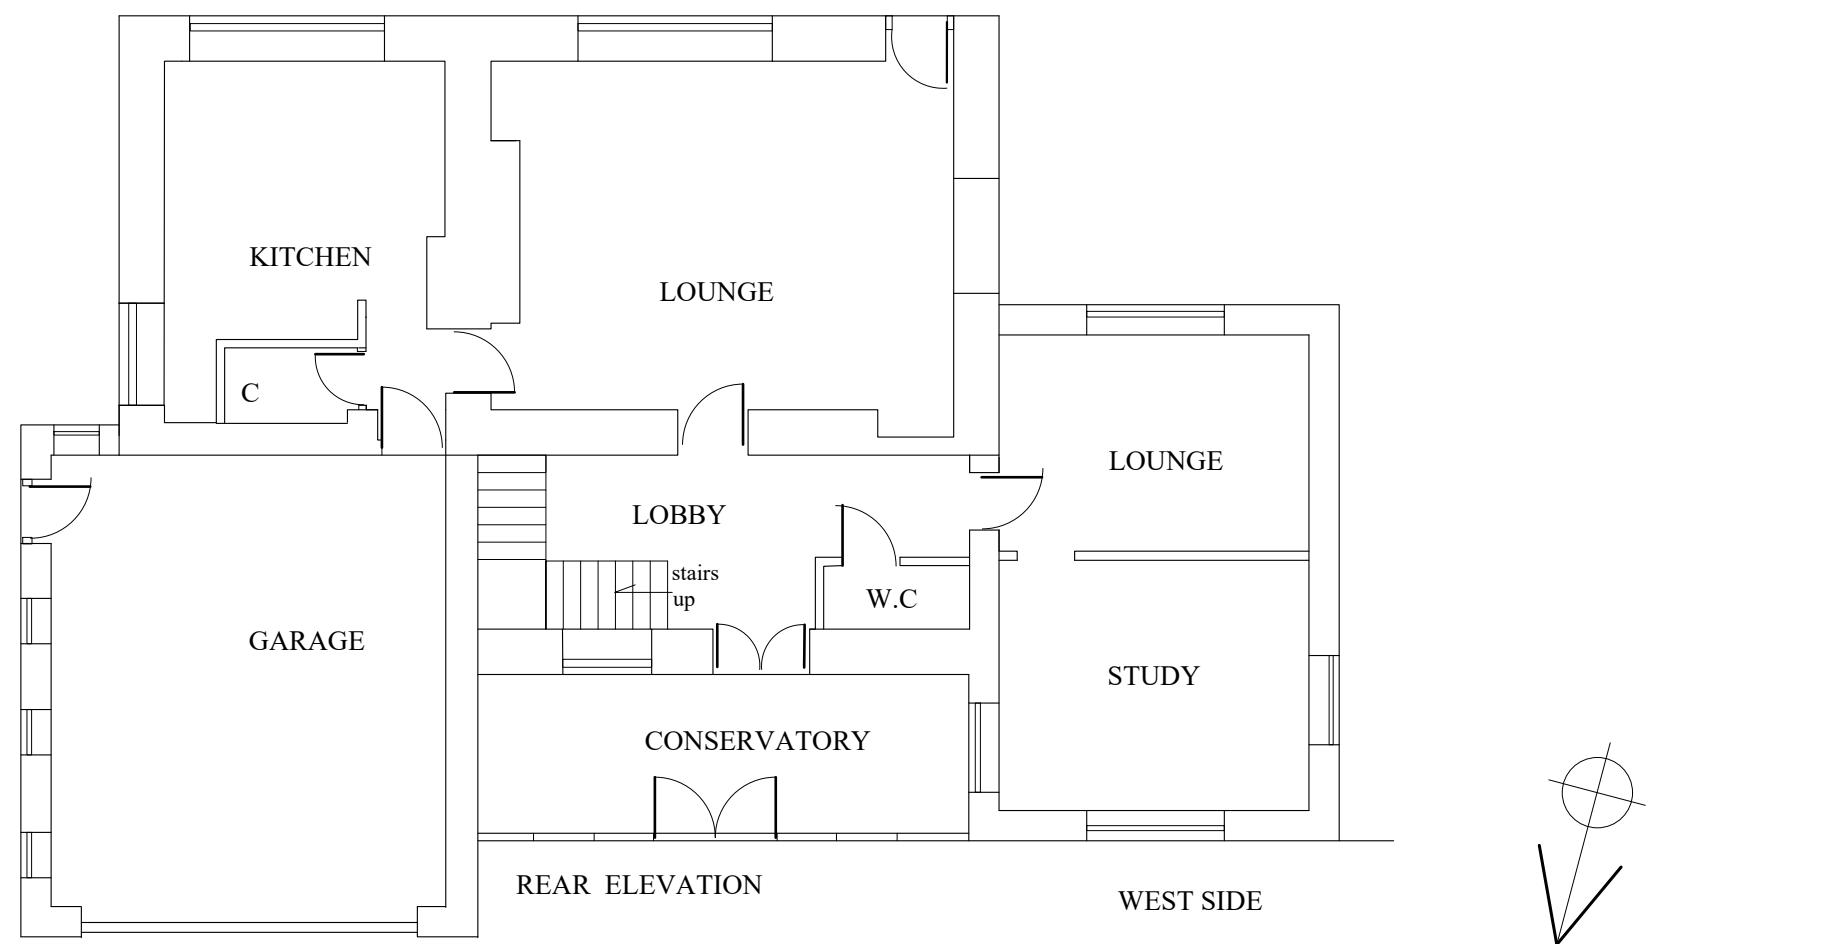 KITCHEN
LOUNGE
C
LOUNGE
LOBBY
stairs
up
W.C
GARAGE
STUDY
CONSERVATORY
REAR ELEVATION
WEST SIDE